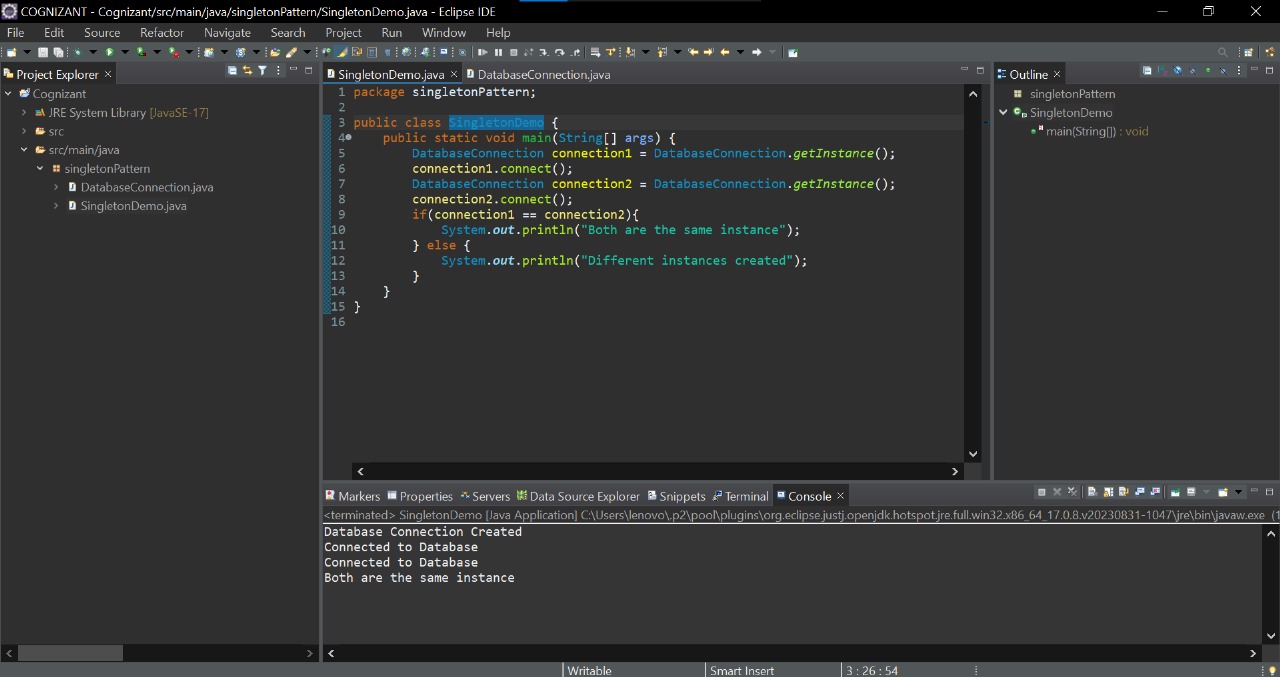 COGNIZANT - Cognizant/src/main/java/singletonPattern/SingletonDemo.java - Eclipse IDE
File Edit Source Refactor Navigate Search Project Run Window Help
Project Explorer
Cognizant
JRE System Library [JavaSE-17]
src
src/main/java
singletonPattern
DatabaseConnection.java
SingletonDemo.java
SingletonDemo.java DatabaseConnection.java
1 package singletonPattern;
2
3 public class SingletonDemo {
4 public static void main(String[] args) {
5 DatabaseConnection connection1 = DatabaseConnection.getInstance();
6 connection1.connect();
7 DatabaseConnection connection2 = DatabaseConnection.getInstance();
8 connection2.connect();
9 if(connection1 == connection2){
10 System.out.println("Both are the same instance");
11 } else {
12 System.out.println("Different instances created");
13 }
14 }
15 }
16
Outline
singletonPattern
SingletonDemo
main(String[]) : void
Markers Properties Servers Data Source Explorer Snippets Terminal Console
<terminated> SingletonDemo [Java Application] C:\Users\lenovo\.p2\pool\plugins\org.eclipse.justj.openjdk.hotspot.jre.full.win32.x86_64_17.0.8.v20230831-1047\jre\bin\javaw.exe (1
Database Connection Created
Connected to Database
Connected to Database
Both are the same instance
Writable Smart Insert 3 : 26 : 54